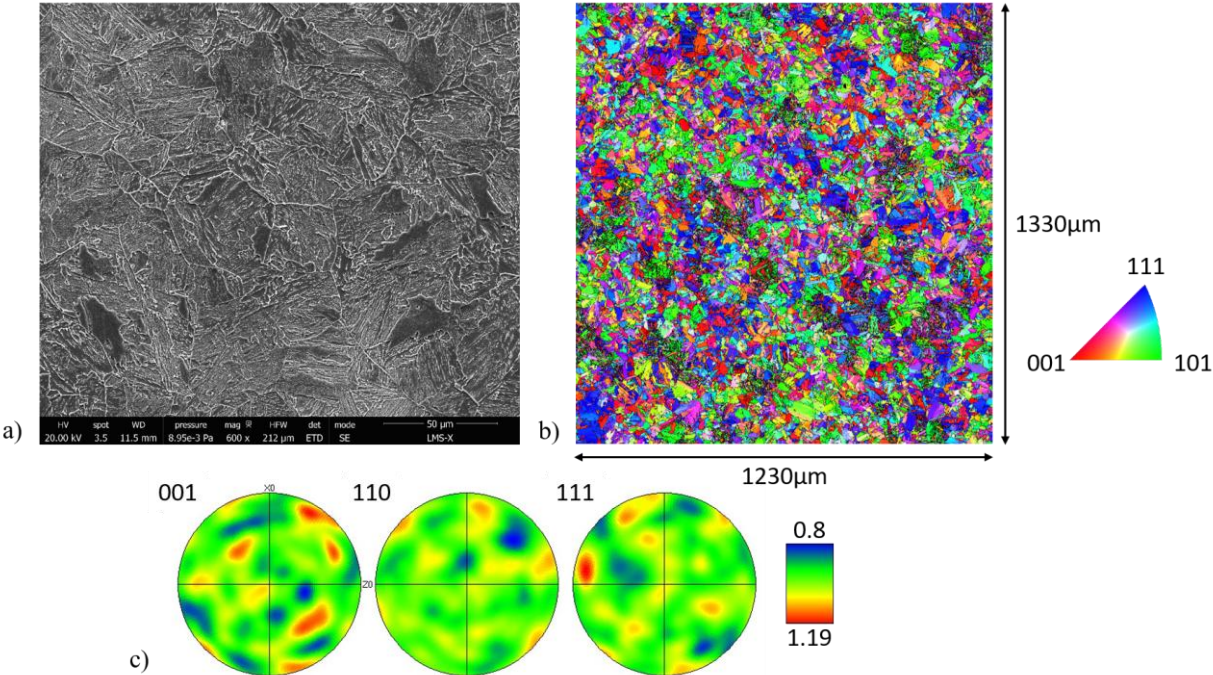 a)
HV spot WD pressure mag HFW det mode 50 μm
20.00 kV 3.5 11.5 mm 8.95e-3 Pa 600 x 212 μm ETD SE LMS-X
b)
1330μm
111
001 101
1230μm
001 110 111
X0
Z0
0.8
1.19
c)